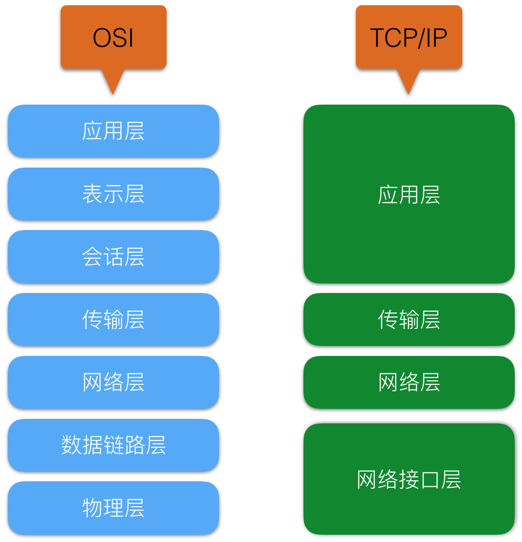 OSI
TCP/IP
应用层
表示层
会话层
传输层
网络层
数据链路层
物理层
应用层
传输层
网络层
网络接口层